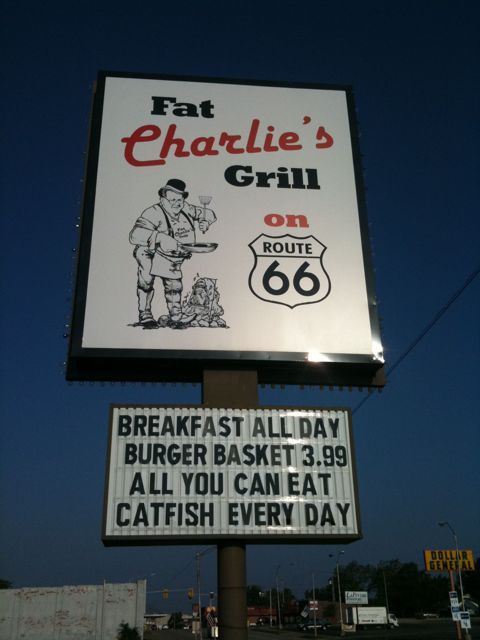 Fat
Charlie's
Grill
on
ROUTE
66
BREAKFAST ALL DAY
BURGER BASKET 3.99
ALL YOU CAN EAT
CATFISH EVERY DAY
DOLLAR
GENERAL